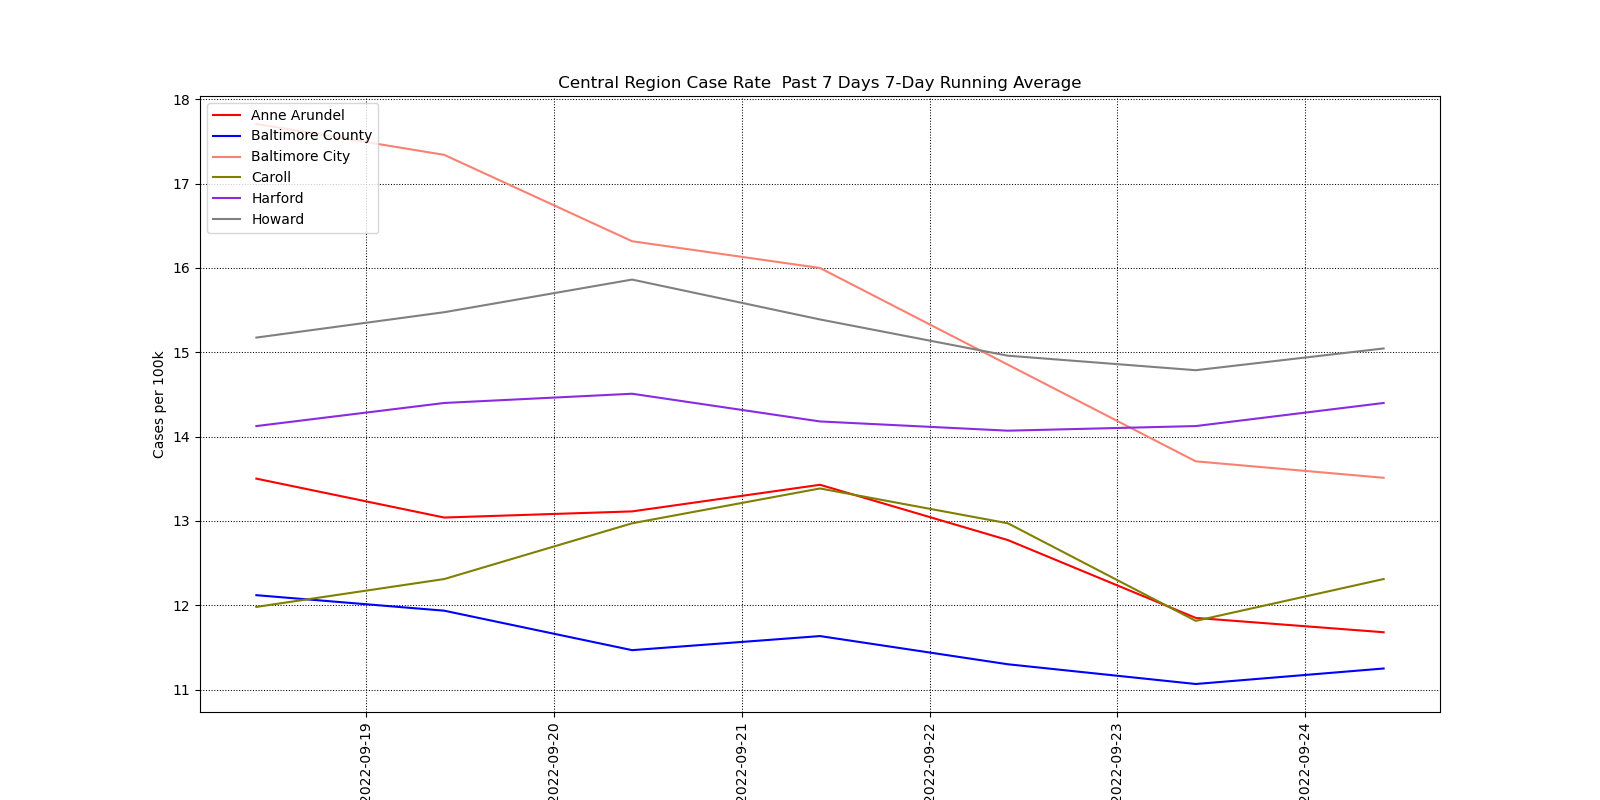 Central Region Case Rate  Past 7 Days 7-Day Running Average
Cases per 100k
18
17
16
15
14
13
12
11
Anne Arundel
Baltimore County
Baltimore City
Caroll
Harford
Howard
2022-09-19
2022-09-20
2022-09-21
2022-09-22
2022-09-23
2022-09-24